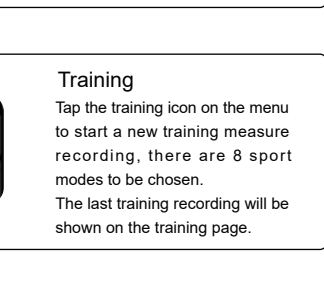 Training
Tap the training icon on the menu
to start a new training measure
recording, there are 8 sport
modes to be chosen.
The last training recording will be
shown on the training page.